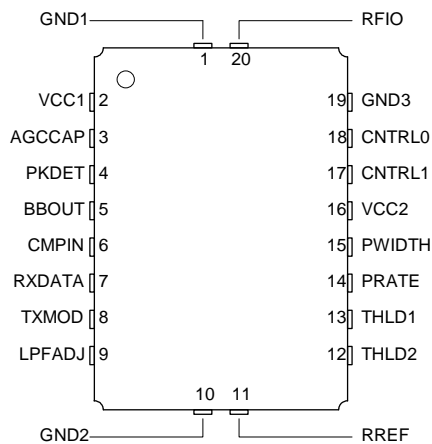 GND1 RFIO
1 20
VCC1 2 19 GND3
AGCCAP 3 18 CNTRL0
PKDET 4 17 CNTRL1
BBOUT 5 16 VCC2
CMPIN 6 15 PWIDTH
RXDATA 7 14 PRATE
TXMOD 8 13 THLD1
LPFADJ 9 12 THLD2
10 11
GND2 RREF